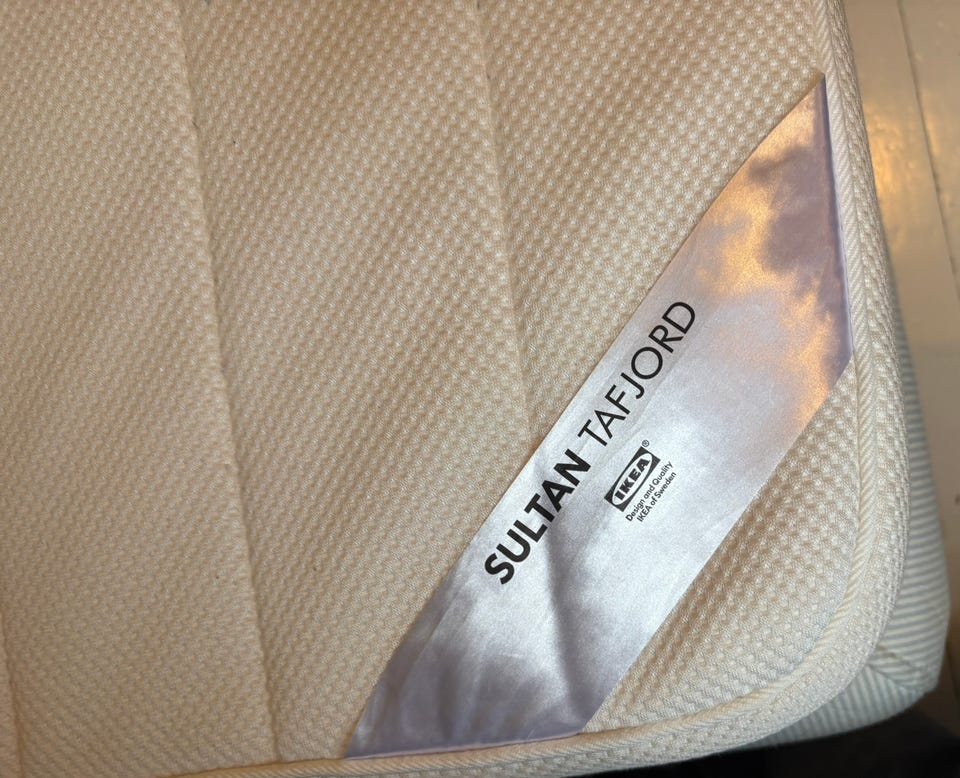 SULTAN TAFJORD
IKEA®
Design and Quality
IKEA of Sweden